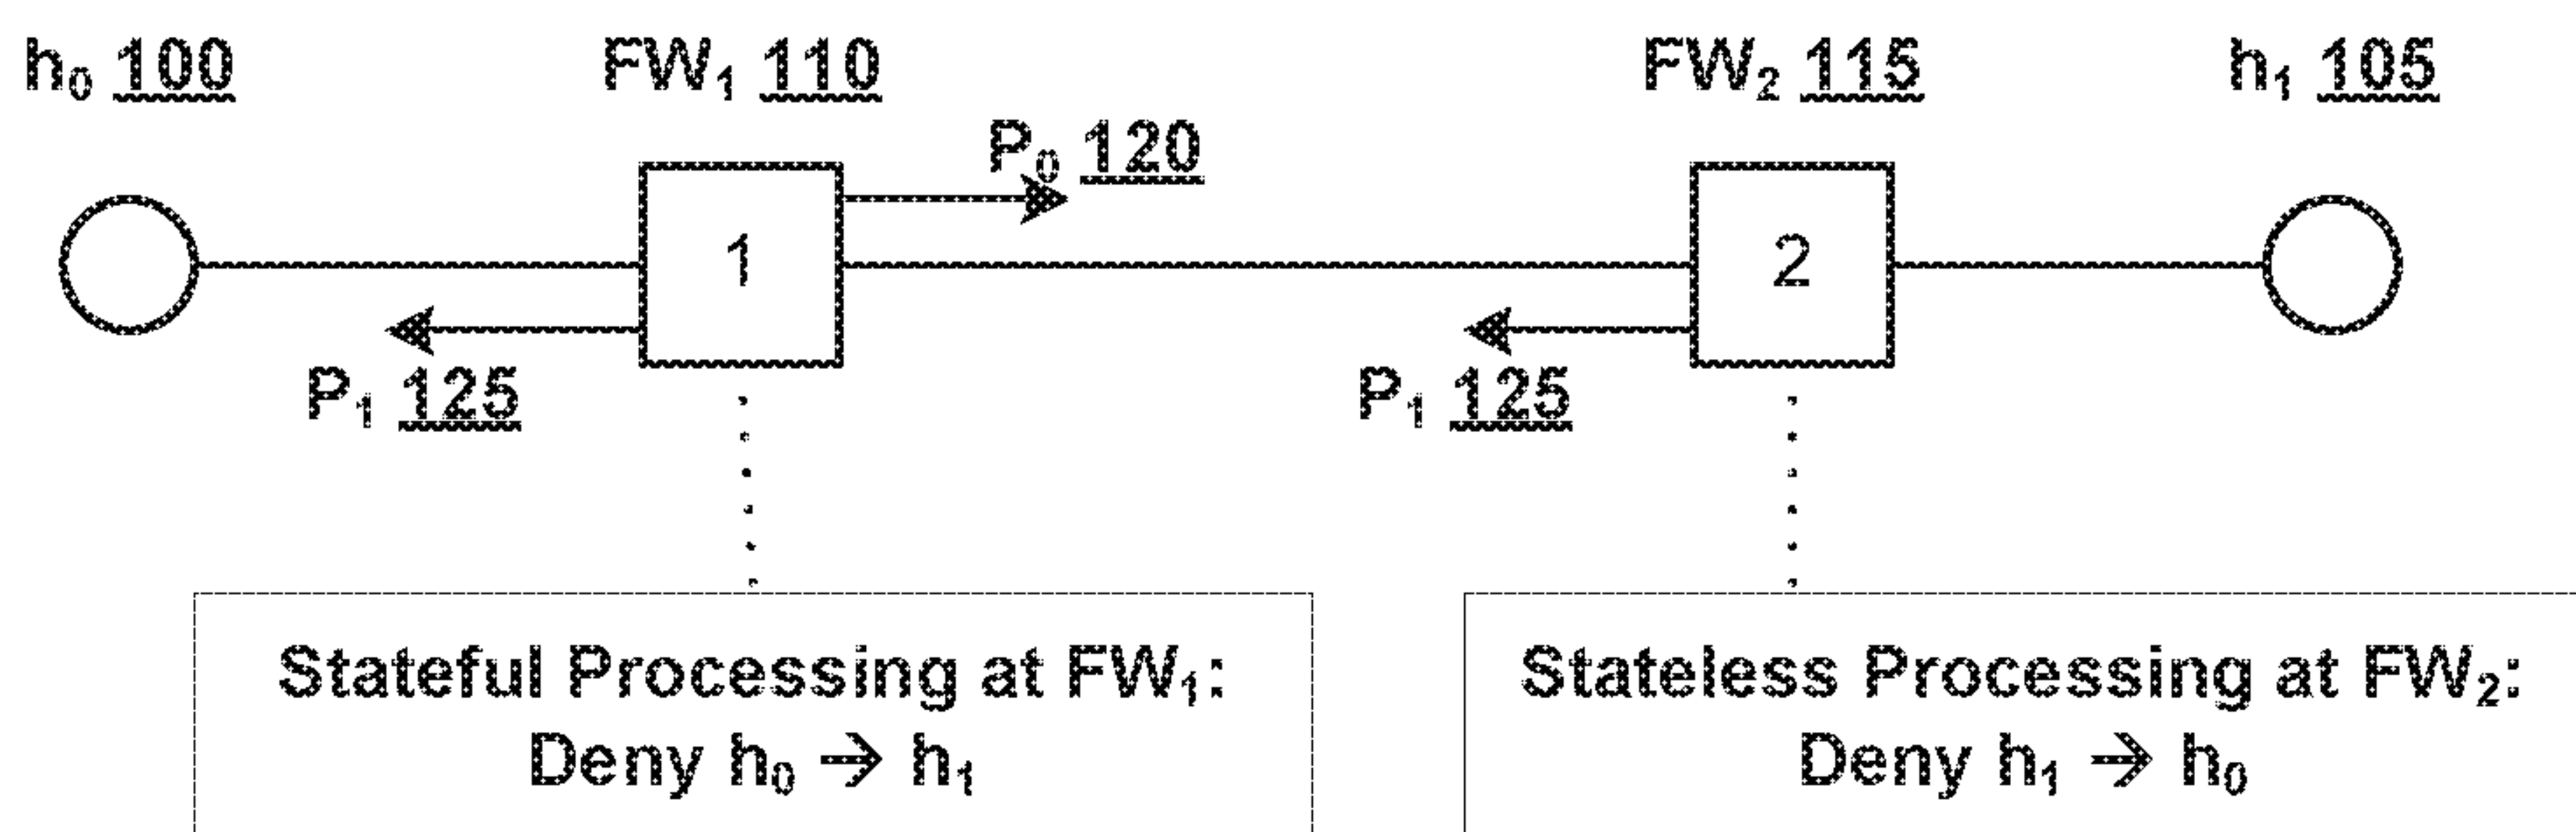 h₀ 100 FW₁ 110 FW₂ 115 h₁ 105
P₀ 120
1 2
P₁ 125 P₁ 125
Stateful Processing at FW₁:
Deny h₀ → h₁
Stateless Processing at FW₂:
Deny h₁ → h₀